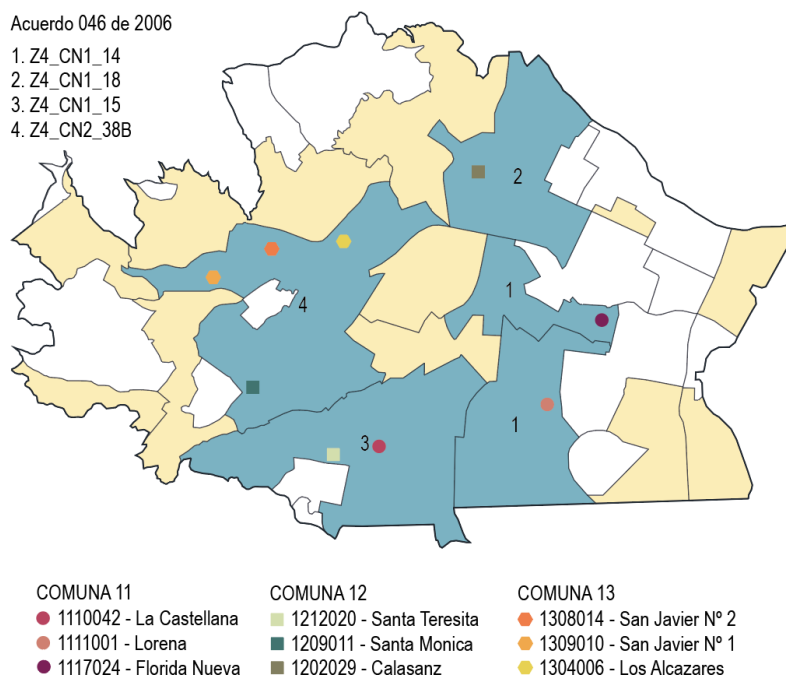 Acuerdo 046 de 2006
1. Z4_CN1_14
2. Z4_CN1_18
3. Z4_CN1_15
4. Z4_CN2_38B
2
1
4
3
1
COMUNA 11
1110042 - La Castellana
1111001 - Lorena
1117024 - Florida Nueva
COMUNA 12
1212020 - Santa Teresita
1209011 - Santa Monica
1202029 - Calasanz
COMUNA 13
1308014 - San Javier Nº 2
1309010 - San Javier Nº 1
1304006 - Los Alcazares